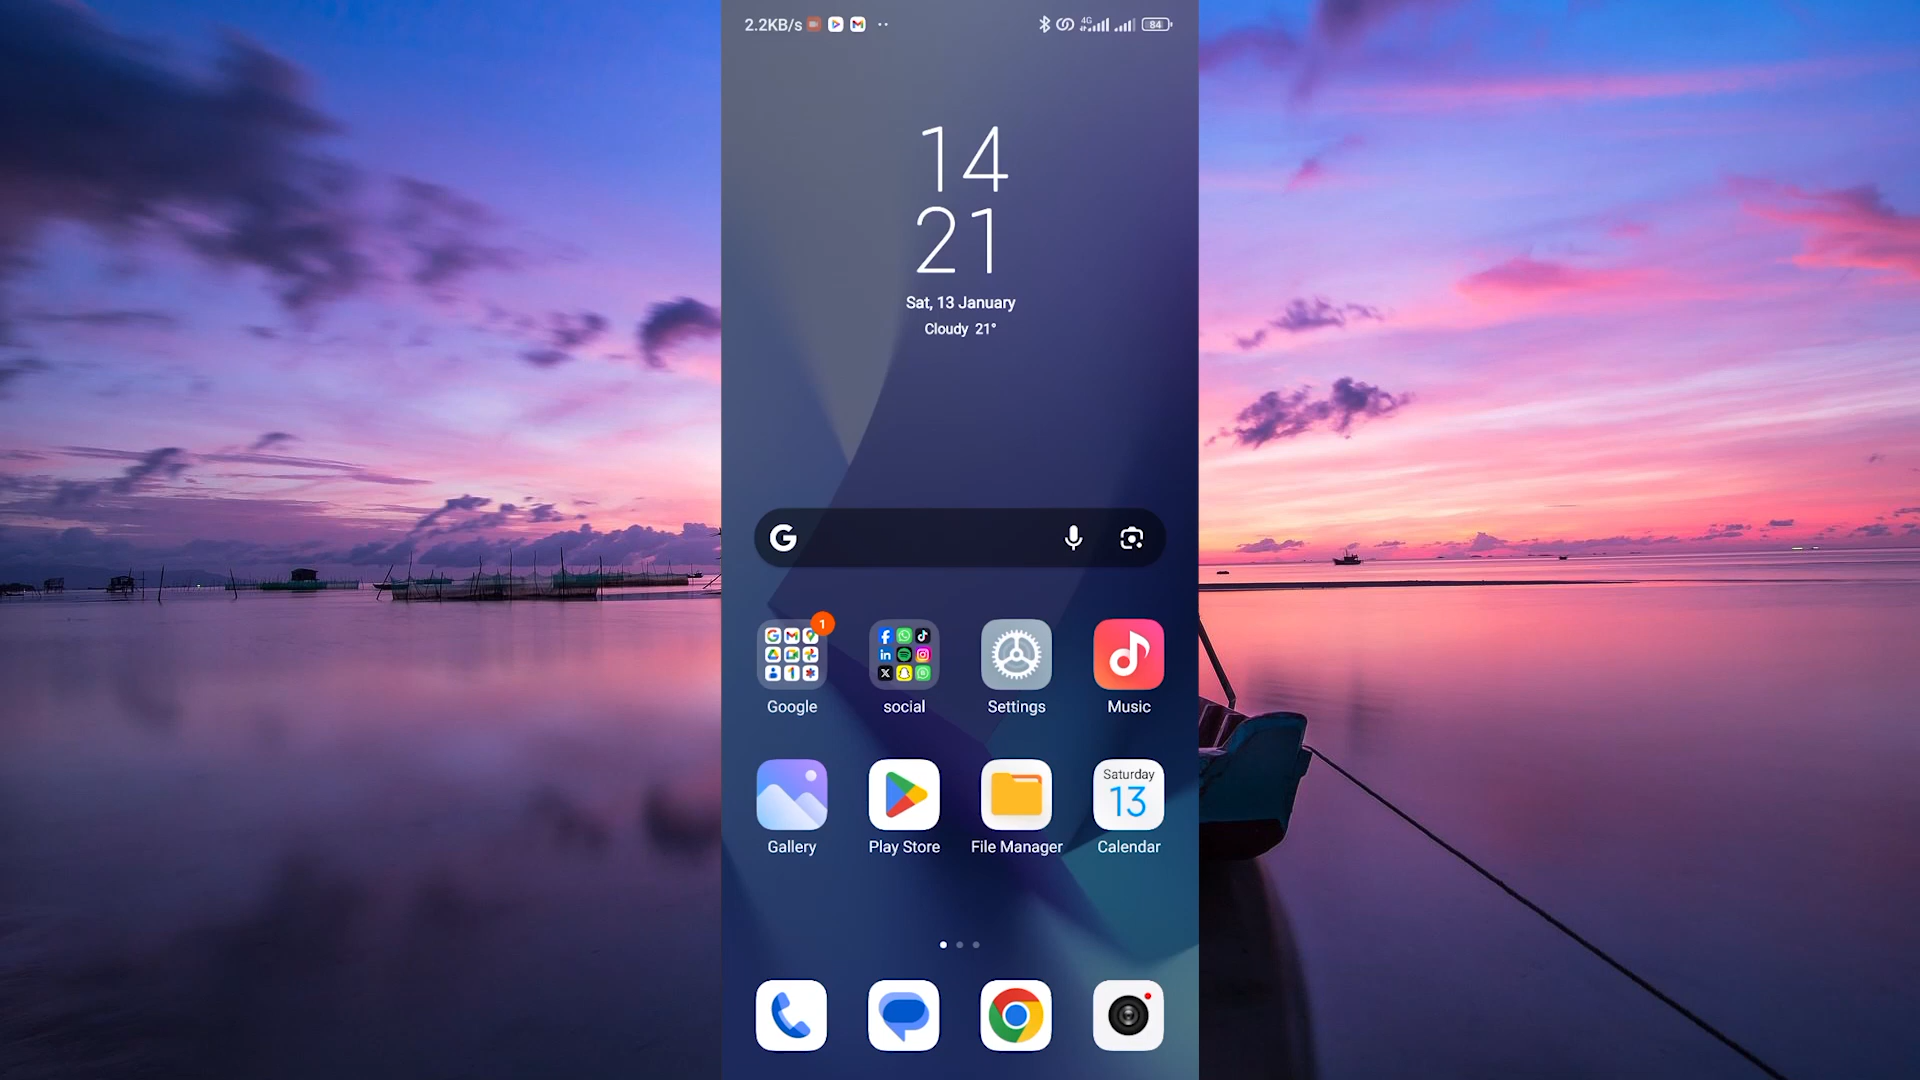 2.2KB/s 4G 84
14
21
Sat, 13 January
Cloudy 21°
G
1
Google social Settings Music
Saturday
13
Gallery Play Store File Manager Calendar